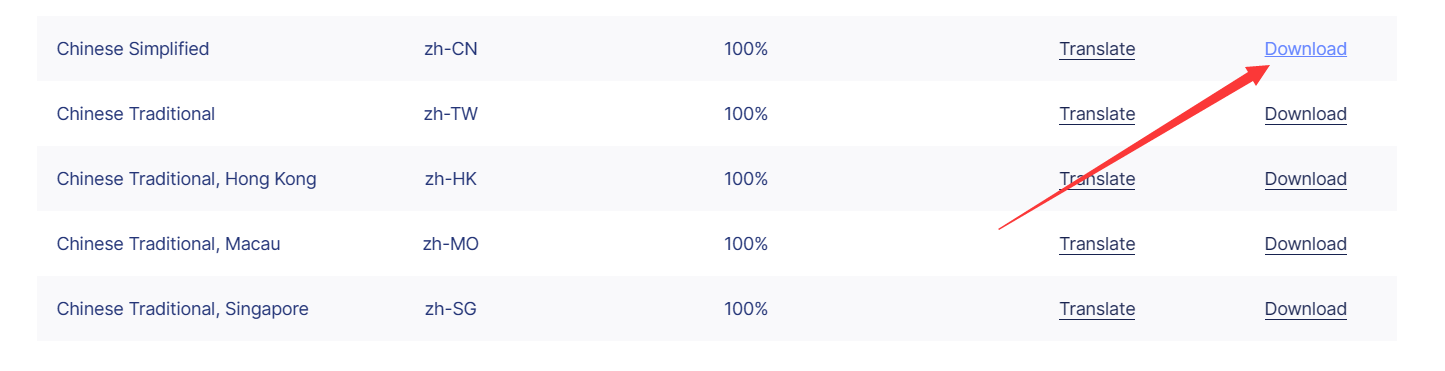 Chinese Simplified zh-CN 100% Translate Download
Chinese Traditional zh-TW 100% Translate Download
Chinese Traditional, Hong Kong zh-HK 100% Translate Download
Chinese Traditional, Macau zh-MO 100% Translate Download
Chinese Traditional, Singapore zh-SG 100% Translate Download